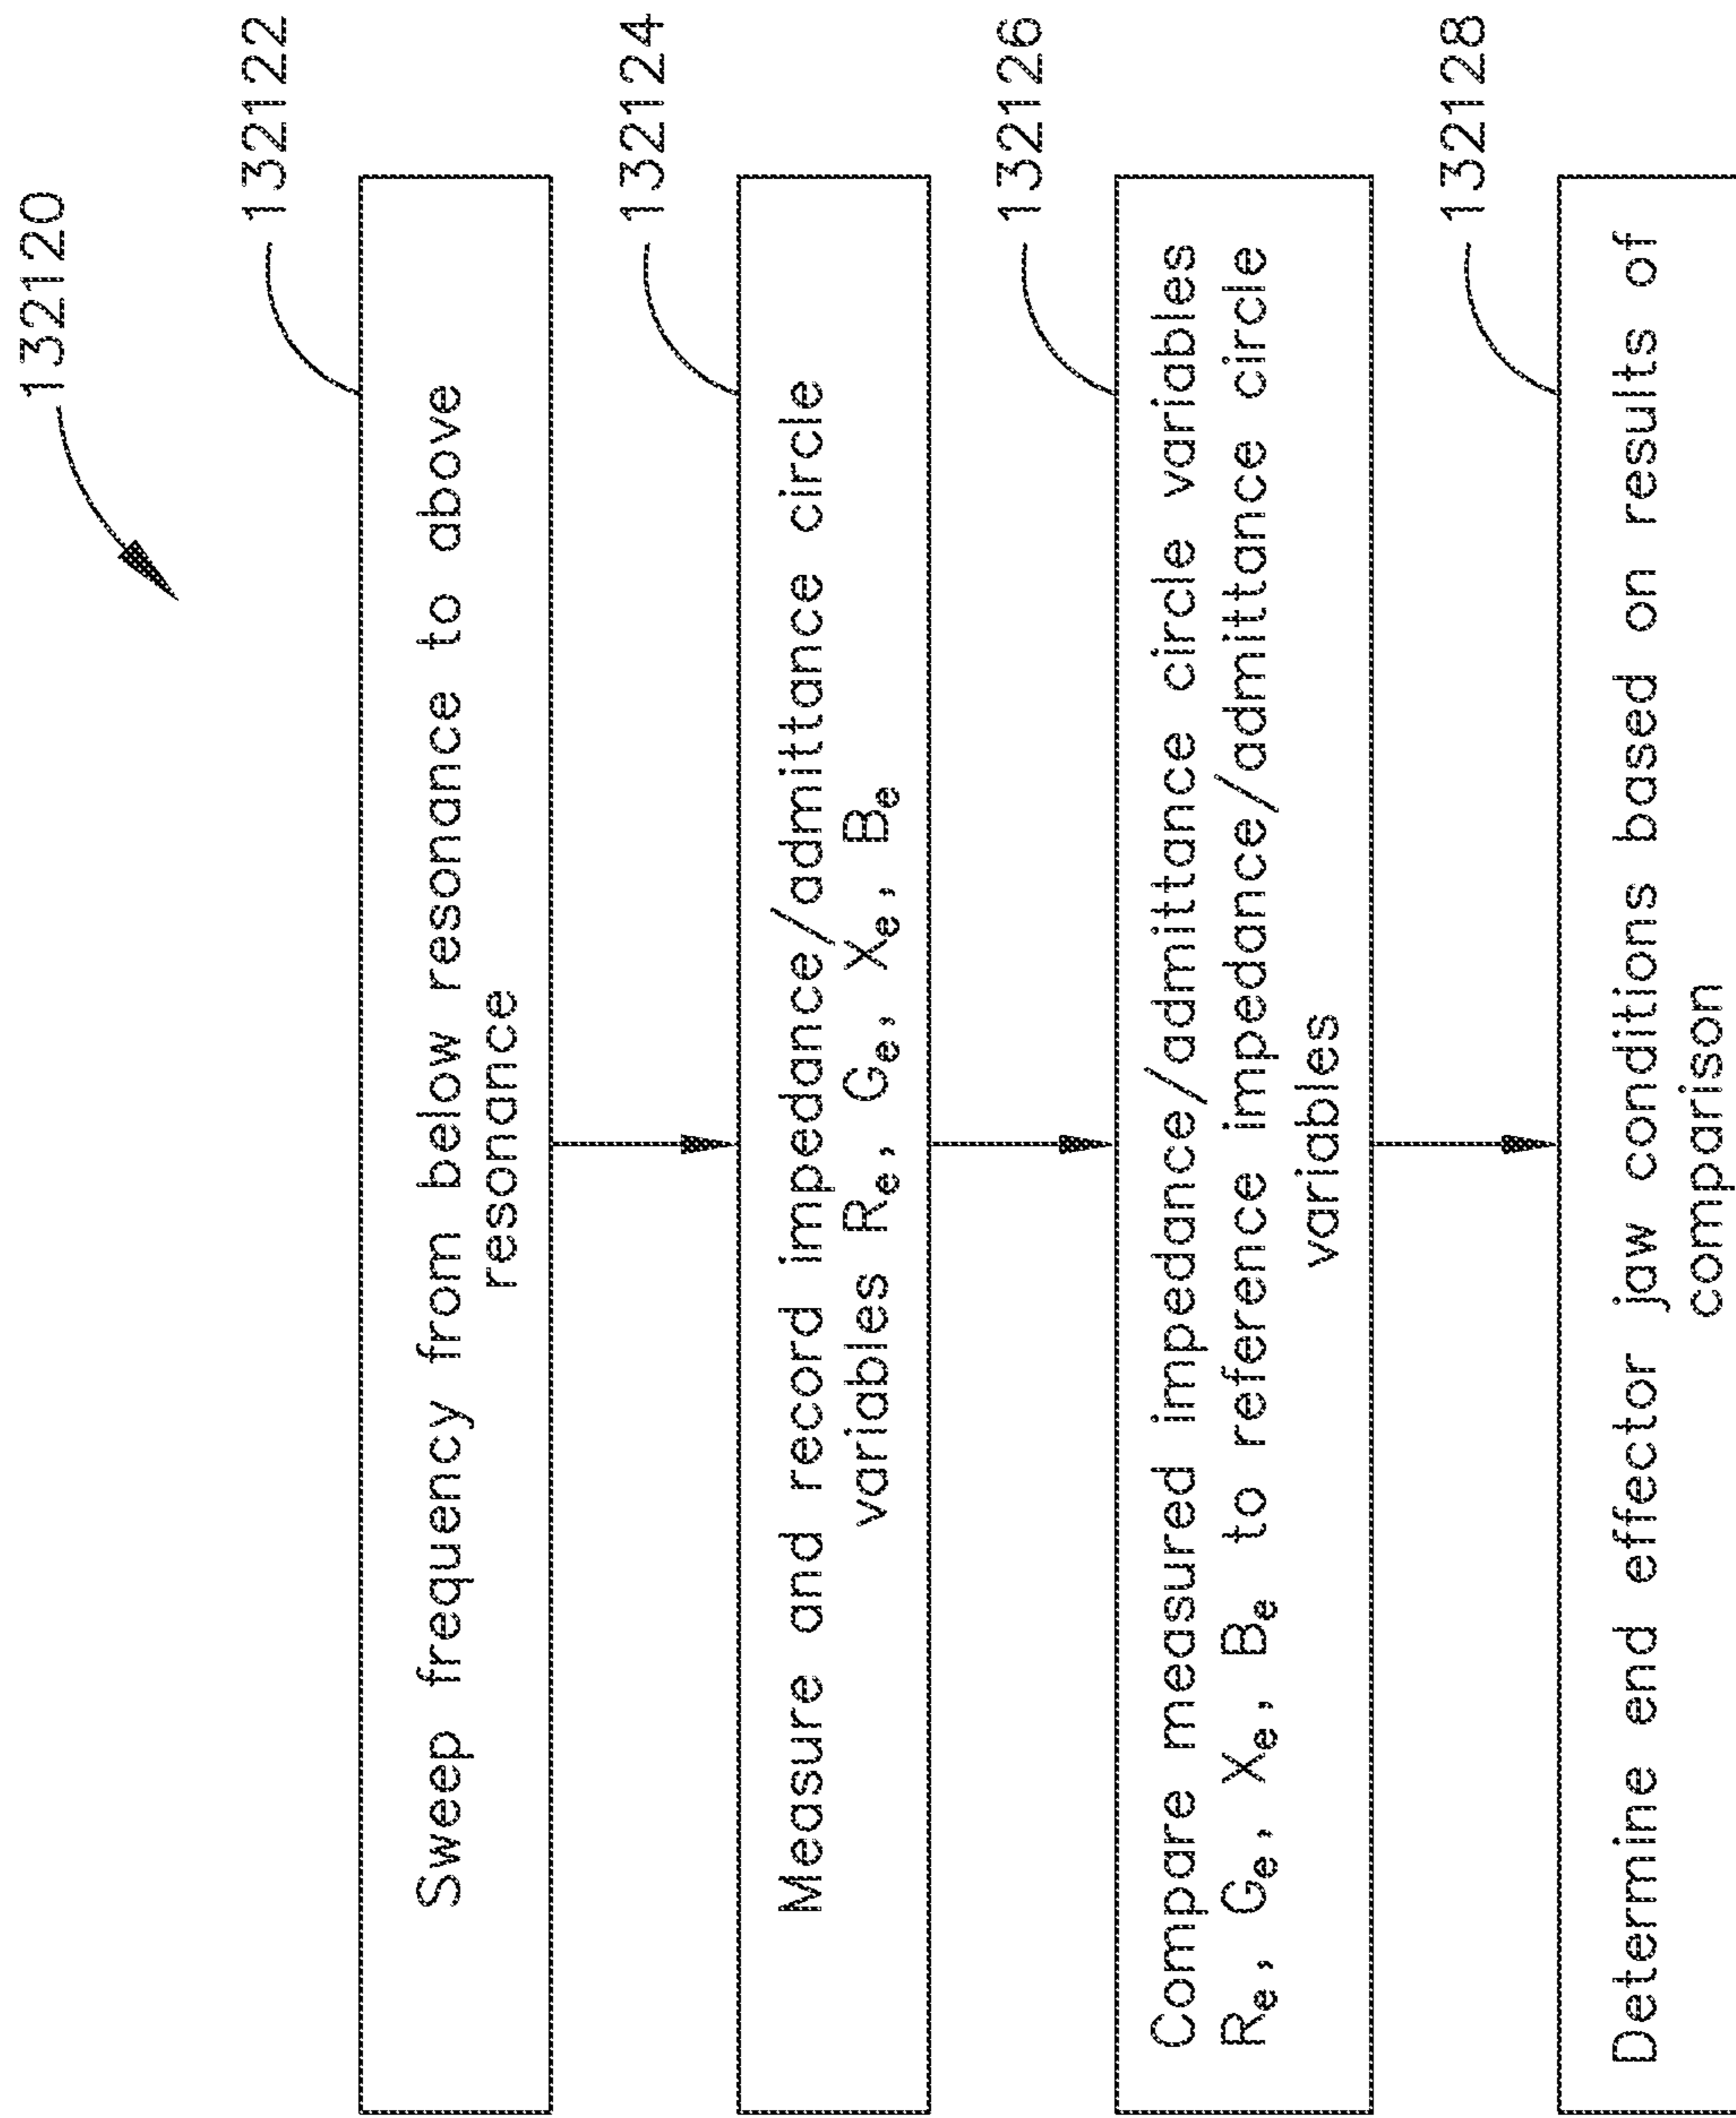 132120
132122
Sweep frequency from below resonance to above
resonance
132124
Measure and record impedance/admittance circle
variables Re, Ge, Xe, Be
132126
Compare measured impedance/admittance circle variables
Re, Ge, Xe, Be to reference impedance/admittance circle
variables
132128
Determine end effector jaw conditions based on results of
comparison